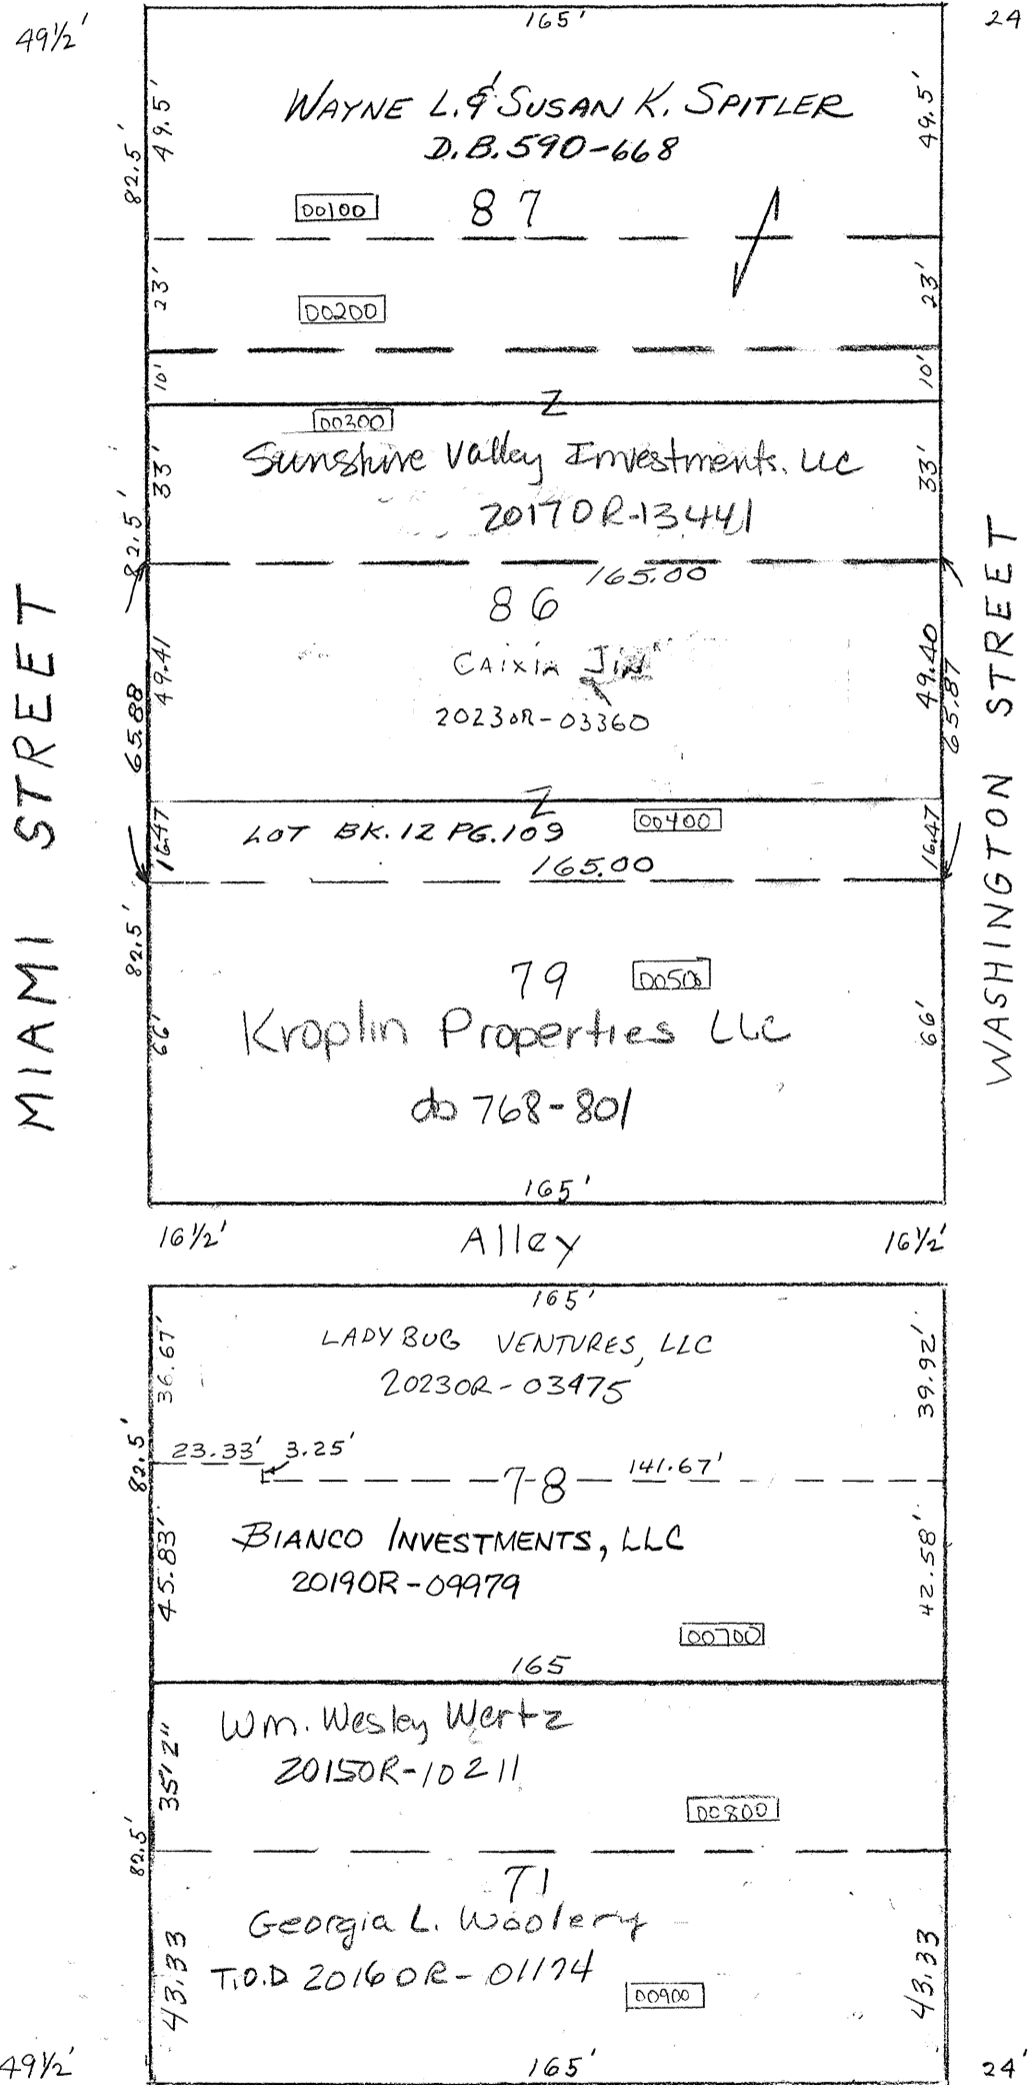 49½'
165'
24
82.5'
49.5'
WAYNE L. & SUSAN K. SPITLER
49.5'
D.B. 590-668
00100
87
23'
00200
23'
10'
10'
Z
00300
33'
Sunshine Valley Investments, LLC
33'
82.5'
2017OR-13441
165.00
86
49.41
CAIXIA JIN
49.40
65.88
2023OR-03360
65.87
MIAMI STREET
WASHINGTON STREET
Z
16.47
LOT BK. 12 PG. 109
00400
16.47
165.00
82.5'
79
00500
66'
Kroplin Properties LLC
66'
db 768-801
165'
16½'
Alley
16½'
165'
36.67'
LADYBUG VENTURES, LLC
39.92'
2023OR-03475
82.5'
23.33' 3.25'
78
141.67'
45.83'
BIANCO INVESTMENTS, LLC
42.58'
2019OR-09979
00700
165
Wm. Wesley Wertz
35'2"
2015OR-10211
00800
82.5'
71
Georgia L. Woolery
43.33
T.O.D 2016OR-01174
43.33
00900
49½'
165'
24'